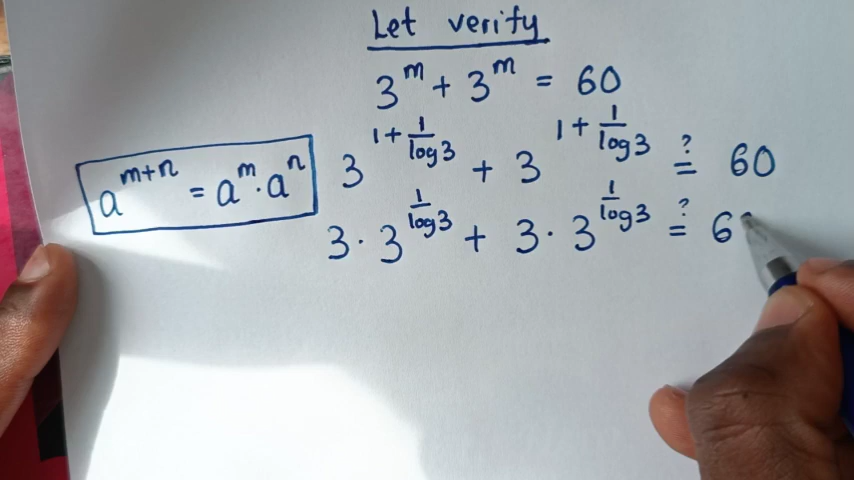 Let verify
3^m + 3^m = 60
a^{m+n} = a^m · a^n
3^{1 + 1/log3} + 3^{1 + 1/log3} ?= 60
3 · 3^{1/log3} + 3 · 3^{1/log3} ?= 6